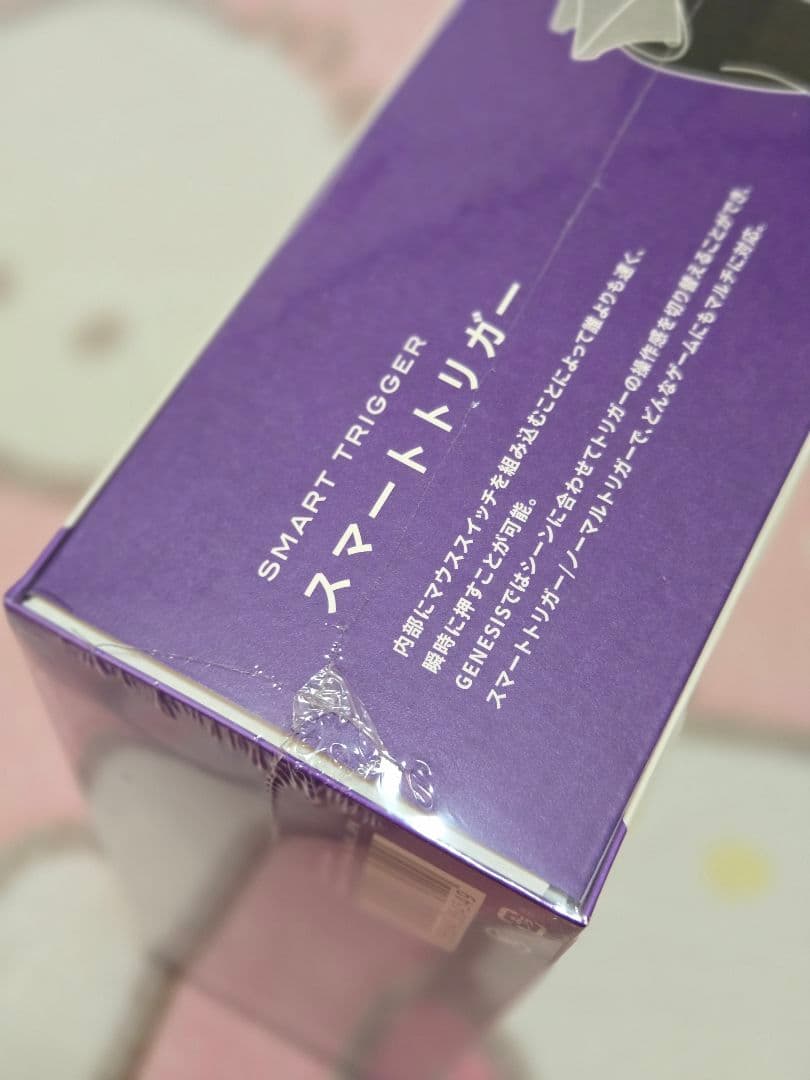 SMART TRIGGER
スマートトリガー
内部にマウススイッチを組み込むことによって誰よりも速く、
瞬時に押すことが可能。
GENESISではシーンに合わせてトリガーの操作感を切り替えることができ、
スマートトリガー/ノーマルトリガーで、どんなゲームにもマルチに対応。